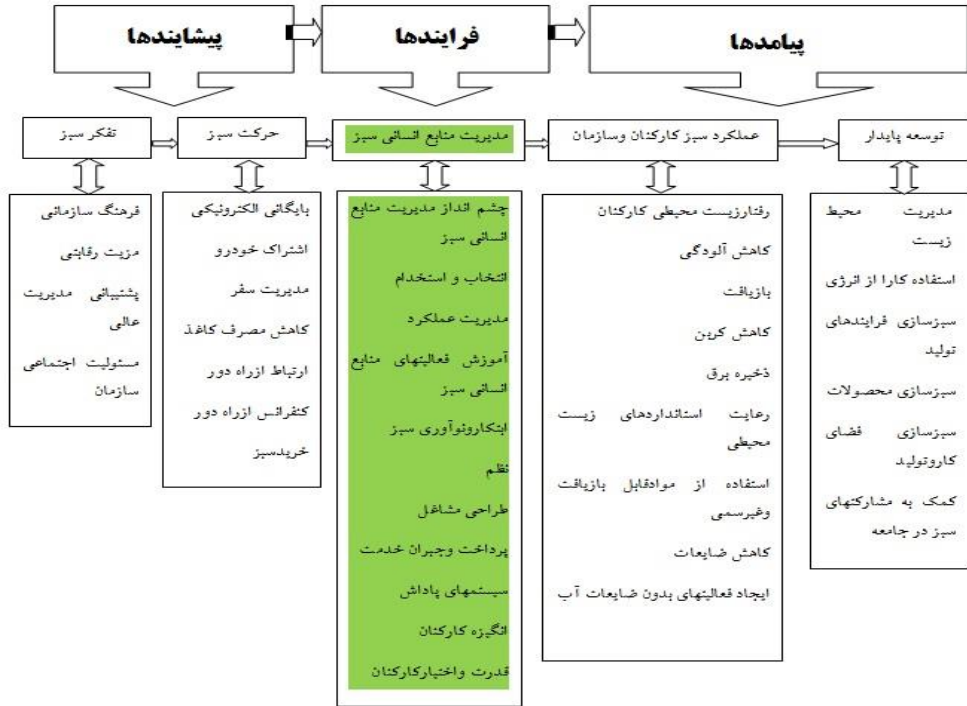 پیشایندها
فرایندها
پیامدها
تفکر سبز
حرکت سبز
مدیریت منابع انسانی سبز
عملکرد سبز کارکنان وسازمان
توسعه پایدار
فرهنگ سازمانی
مزیت رقابتی
پشتیبانی مدیریت
عالی
مسئولیت اجتماعی
سازمان
بایگانی الکترونیکی
اشتراک خودرو
مدیریت سفر
کاهش مصرف کاغذ
ارتباط ازراه دور
کنفرانس ازراه دور
خریدسبز
چشم انداز مدیریت منابع
انسانی سبز
انتخاب و استخدام
مدیریت عملکرد
آموزش فعالیتهای منابع
انسانی سبز
ابتکارونوآوری سبز
نظم
طراحی مشاغل
پرداخت وجبران خدمت
سیستمهای پاداش
انگیزه کارکنان
قدرت واختیارکارکنان
رفتارزیست محیطی کارکنان
کاهش آلودگی
بازیافت
کاهش کربن
ذخیره برق
رعایت استانداردهای زیست
محیطی
استفاده از موادقابل بازیافت
وغیرسمی
کاهش ضایعات
ایجاد فعالیتهای بدون ضایعات آب
مدیریت محیط
زیست
استفاده کارا از انرژی
سبزسازی فرایندهای
تولید
سبزسازی محصولات
سبزسازی فضای
کاروتولید
کمک به مشارکتهای
سبز در جامعه